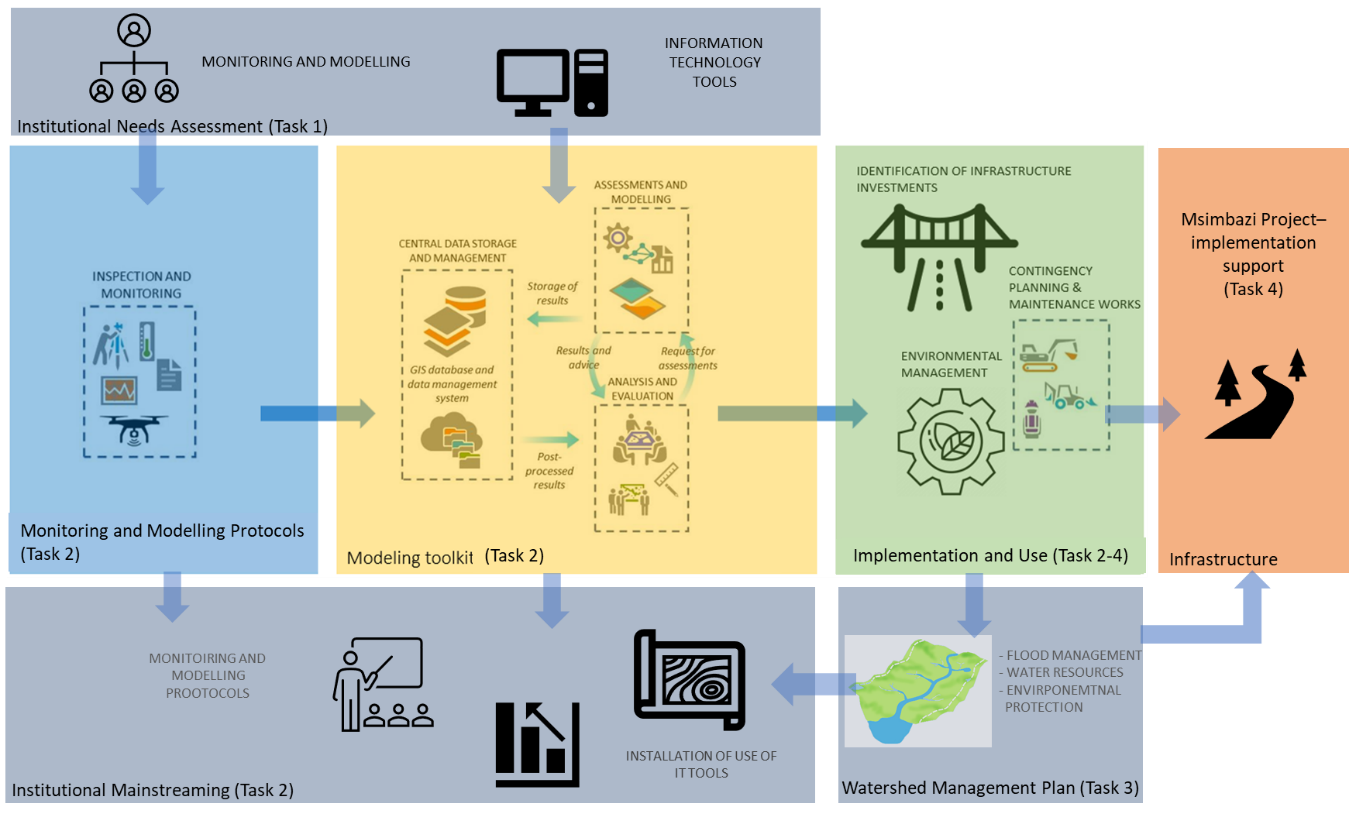 MONITORING AND MODELLING
INFORMATION
TECHNOLOGY
TOOLS
Institutional Needs Assessment (Task 1)
INSPECTION AND
MONITORING
Monitoring and Modelling Protocols
(Task 2)
CENTRAL DATA STORAGE
AND MANAGEMENT
GIS database and
data management
system
ASSESSMENTS AND
MODELLING
Storage of
results
Results and
advice
Request for
assessments
ANALYSIS AND
EVALUATION
Post-
processed
results
Modeling toolkit (Task 2)
IDENTIFICATION OF INFRASTRUCTURE
INVESTMENTS
CONTINGENCY
PLANNING &
MAINTENANCE WORKS
ENVIRONMENTAL
MANAGEMENT
Implementation and Use (Task 2-4)
Msimbazi Project–
implementation
support
(Task 4)
Infrastructure
MONITOIRING AND
MODELLING
PROOTOCOLS
INSTALLATION OF USE OF
IT TOOLS
Institutional Mainstreaming (Task 2)
- FLOOD MANAGEMENT
- WATER RESOURCES
- ENVIRPONEMTNAL
PROTECTION
Watershed Management Plan (Task 3)